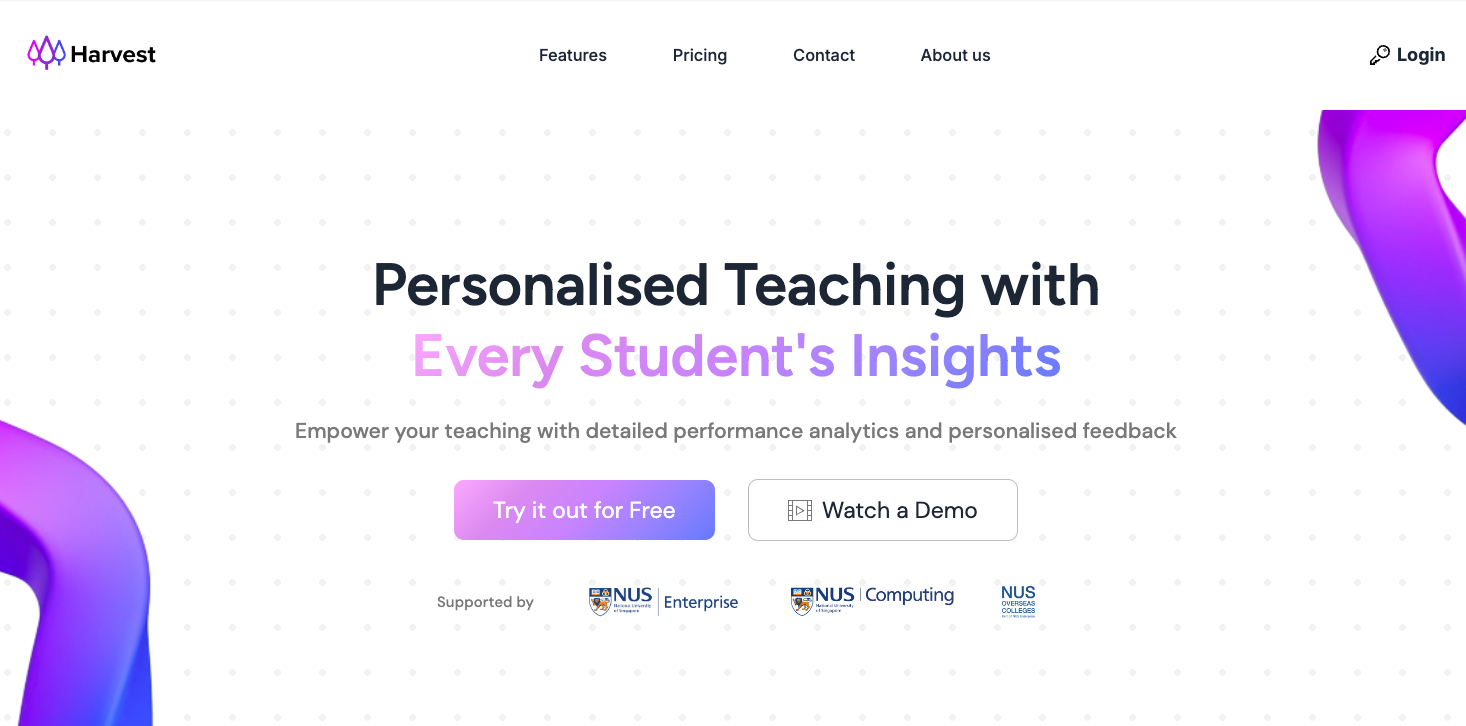 Harvest
Features
Pricing
Contact
About us
Login
Personalised Teaching with
Every Student's Insights
Empower your teaching with detailed performance analytics and personalised feedback
Try it out for Free
Watch a Demo
Supported by
NUS
National University
of Singapore
Enterprise
NUS
National University
of Singapore
Computing
NUS
OVERSEAS
COLLEGES